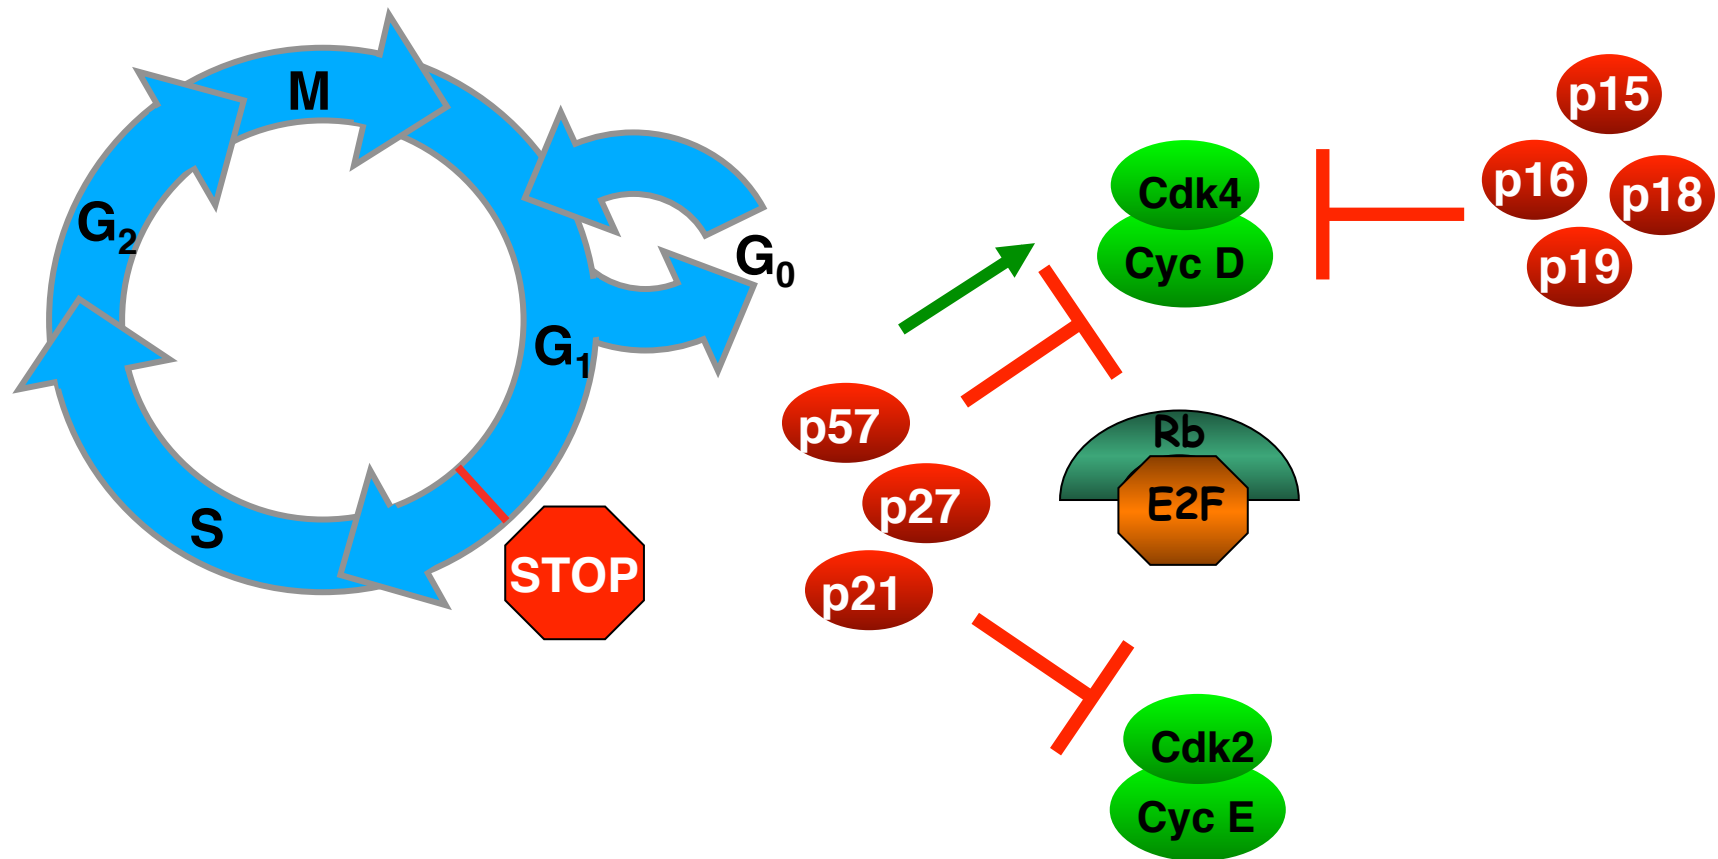 M
G2
G0
G1
S
STOP
Cdk4
Cyc D
p15
p16
p18
p19
p57
p27
p21
Rb
E2F
Cdk2
Cyc E